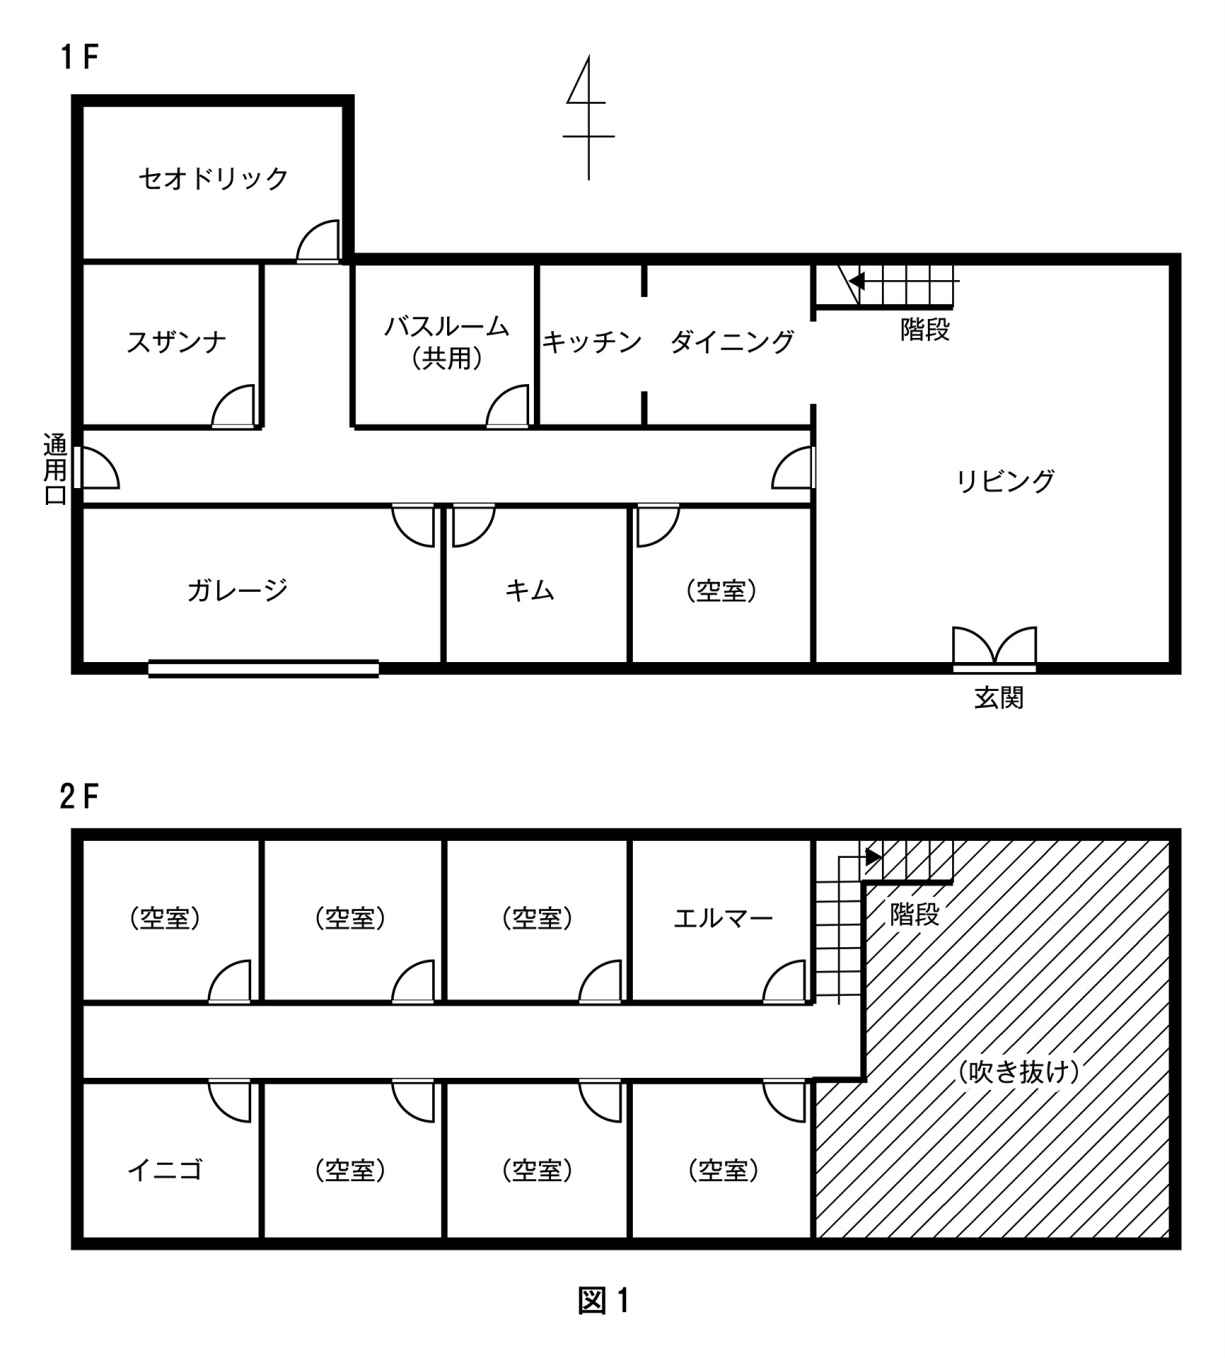 1F
セオドリック
スザンナ
バスルーム
（共用）
キッチン
ダイニング
階段
通用口
リビング
ガレージ
キム
（空室）
玄関
2F
（空室）
（空室）
（空室）
エルマー
階段
（吹き抜け）
イニゴ
（空室）
（空室）
（空室）
図1